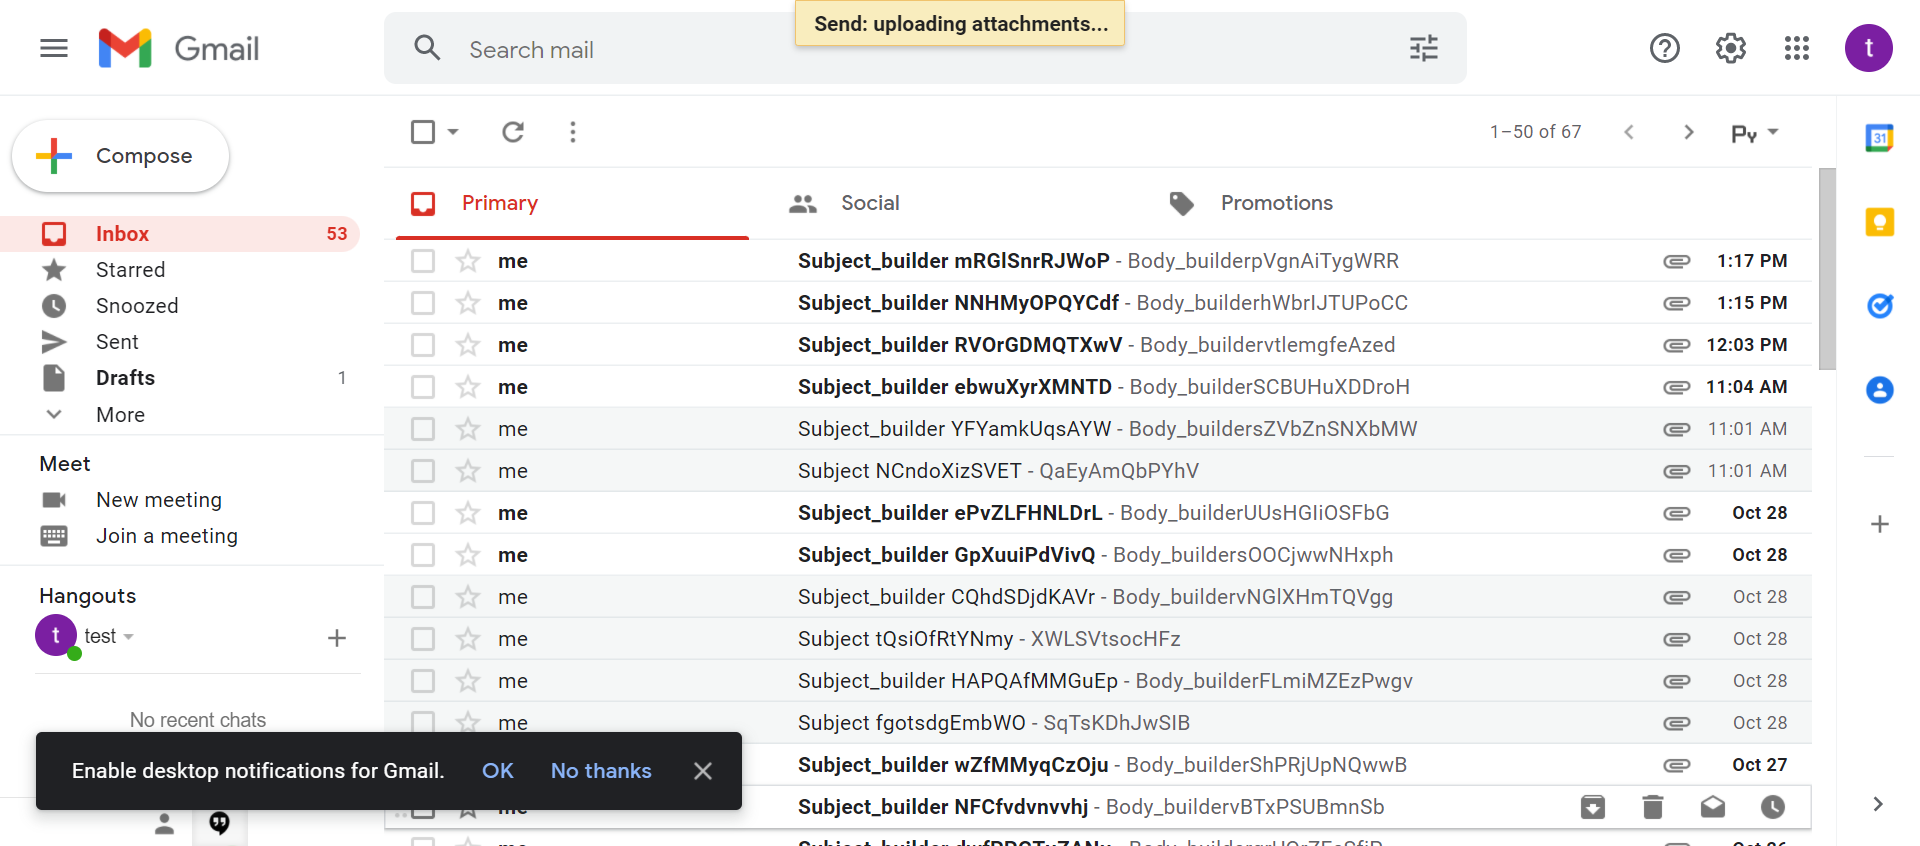 Send: uploading attachments...
Gmail
Search mail
t
Compose
1–50 of 67
Py
31
Primary
Social
Promotions
Inbox 53
Starred
Snoozed
Sent
Drafts 1
More
Meet
New meeting
Join a meeting
Hangouts
t test
No recent chats
me Subject_builder mRGlSnrRJWoP - Body_builderpVgnAiTygWRR 1:17 PM
me Subject_builder NNHMyOPQYCdf - Body_builderhWbrIJTUPoCC 1:15 PM
me Subject_builder RVOrGDMQTXwV - Body_buildervtlemgfeAzed 12:03 PM
me Subject_builder ebwuXyrXMNTD - Body_builderSCBUHuXDDroH 11:04 AM
me Subject_builder YFYamkUqsAYW - Body_buildersZVbZnSNXbMW 11:01 AM
me Subject NCndoXizSVET - QaEyAmQbPYhV 11:01 AM
me Subject_builder ePvZLFHNLDrL - Body_builderUUsHGIiOSFbG Oct 28
me Subject_builder GpXuuiPdVivQ - Body_buildersOOCjwwNHxph Oct 28
me Subject_builder CQhdSDjdKAVr - Body_buildervNGlXHmTQVgg Oct 28
me Subject tQsiOfRtYNmy - XWLSVtsocHFz Oct 28
me Subject_builder HAPQAfMMGuEp - Body_builderFLmiMZEzPwgv Oct 28
me Subject fgotsdgEmbWO - SqTsKDhJwSIB Oct 28
Subject_builder wZfMMyqCzOju - Body_builderShPRjUpNQwwB Oct 27
me Subject_builder NFCfvdvnvvhj - Body_buildervBTxPSUBmnSb
Enable desktop notifications for Gmail. OK No thanks